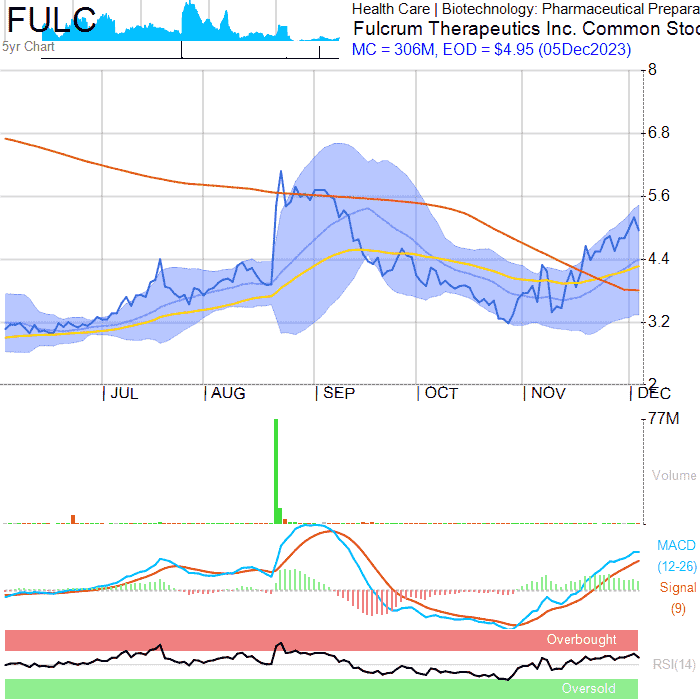 FULC
5yr Chart
Health Care | Biotechnology: Pharmaceutical Prepara
Fulcrum Therapeutics Inc. Common Stoc
MC = 306M, EOD = $4.95 (05Dec2023)
8
6.8
5.6
4.4
3.2
2
JUL AUG SEP OCT NOV DEC
77M
Volume
MACD
(12-26)
Signal
(9)
Overbought
RSI(14)
Oversold